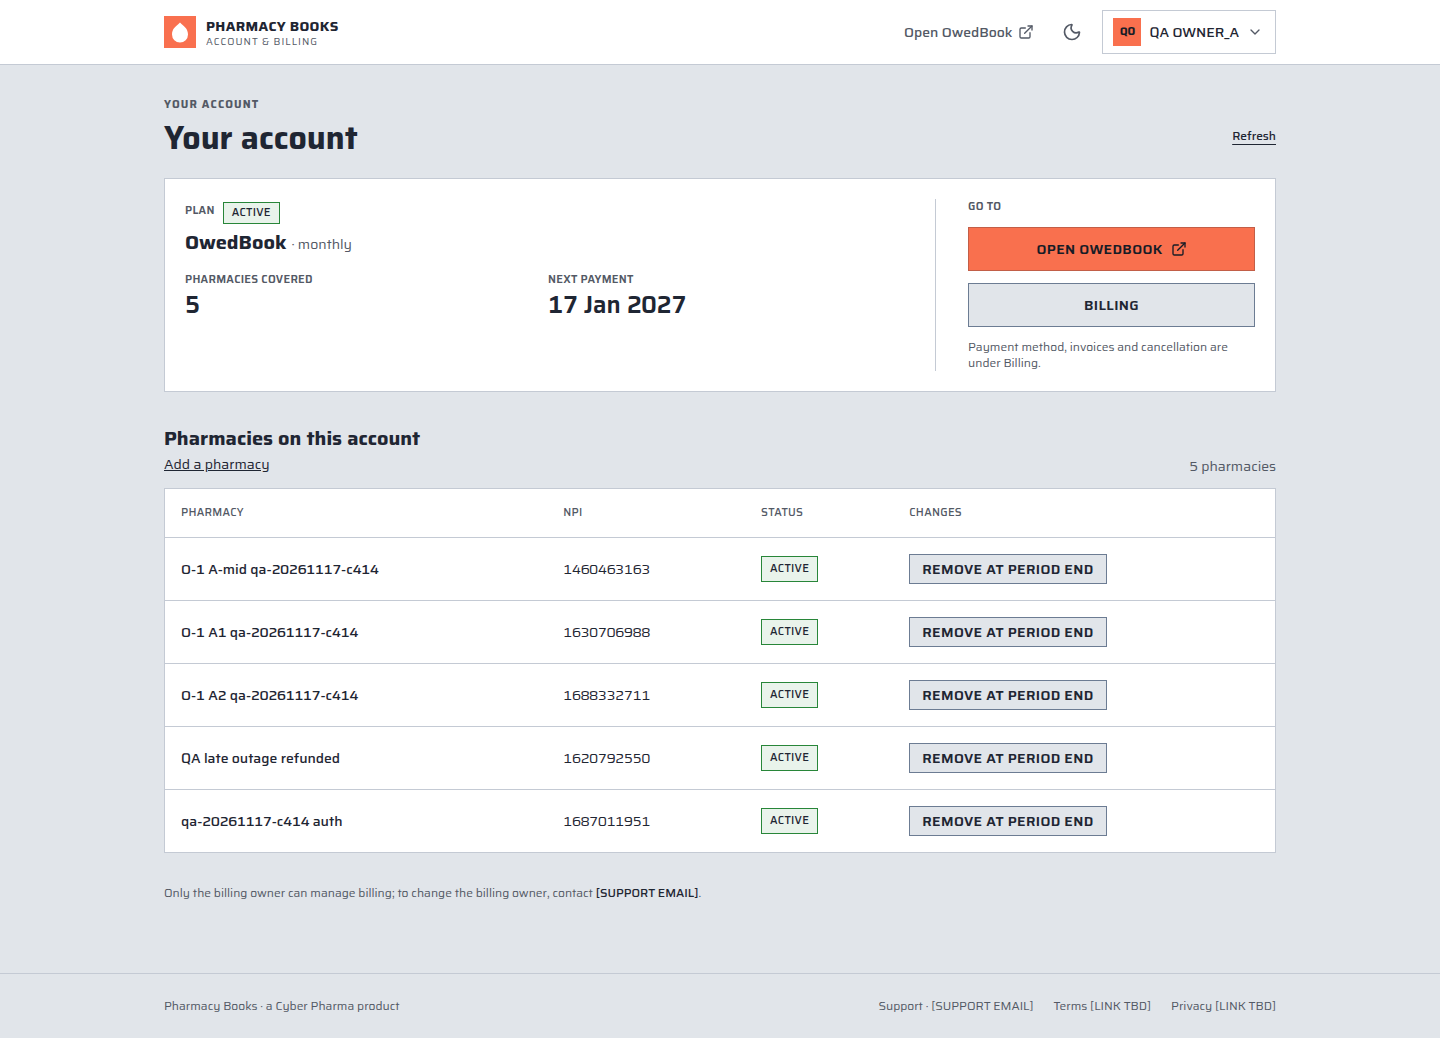 PHARMACY BOOKS
ACCOUNT & BILLING
Open OwedBook
QO QA OWNER_A
YOUR ACCOUNT
Your account
Refresh
PLAN ACTIVE
OwedBook · monthly
PHARMACIES COVERED
5
NEXT PAYMENT
17 Jan 2027
GO TO
OPEN OWEDBOOK
BILLING
Payment method, invoices and cancellation are
under Billing.
Pharmacies on this account
Add a pharmacy
5 pharmacies
PHARMACY NPI STATUS CHANGES
O-1 A-mid qa-20261117-c414 1460463163 ACTIVE REMOVE AT PERIOD END
O-1 A1 qa-20261117-c414 1630706988 ACTIVE REMOVE AT PERIOD END
O-1 A2 qa-20261117-c414 1688332711 ACTIVE REMOVE AT PERIOD END
QA late outage refunded 1620792550 ACTIVE REMOVE AT PERIOD END
qa-20261117-c414 auth 1687011951 ACTIVE REMOVE AT PERIOD END
Only the billing owner can manage billing; to change the billing owner, contact [SUPPORT EMAIL].
Pharmacy Books · a Cyber Pharma product
Support · [SUPPORT EMAIL] Terms [LINK TBD] Privacy [LINK TBD]